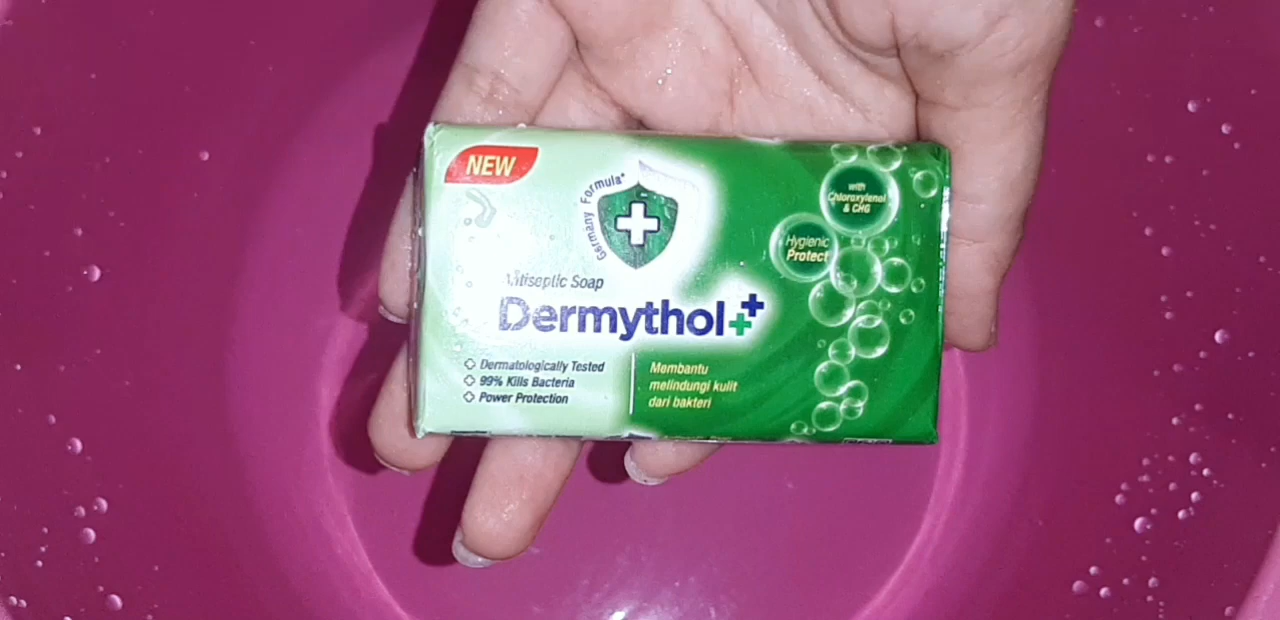 NEW
Germany Formula*
with
Chloroxylenol
& CHG
Hygienic
Protect
Antiseptic Soap
Dermythol++
Dermatologically Tested
99% Kills Bacteria
Power Protection
Membantu
melindungi kulit
dari bakteri